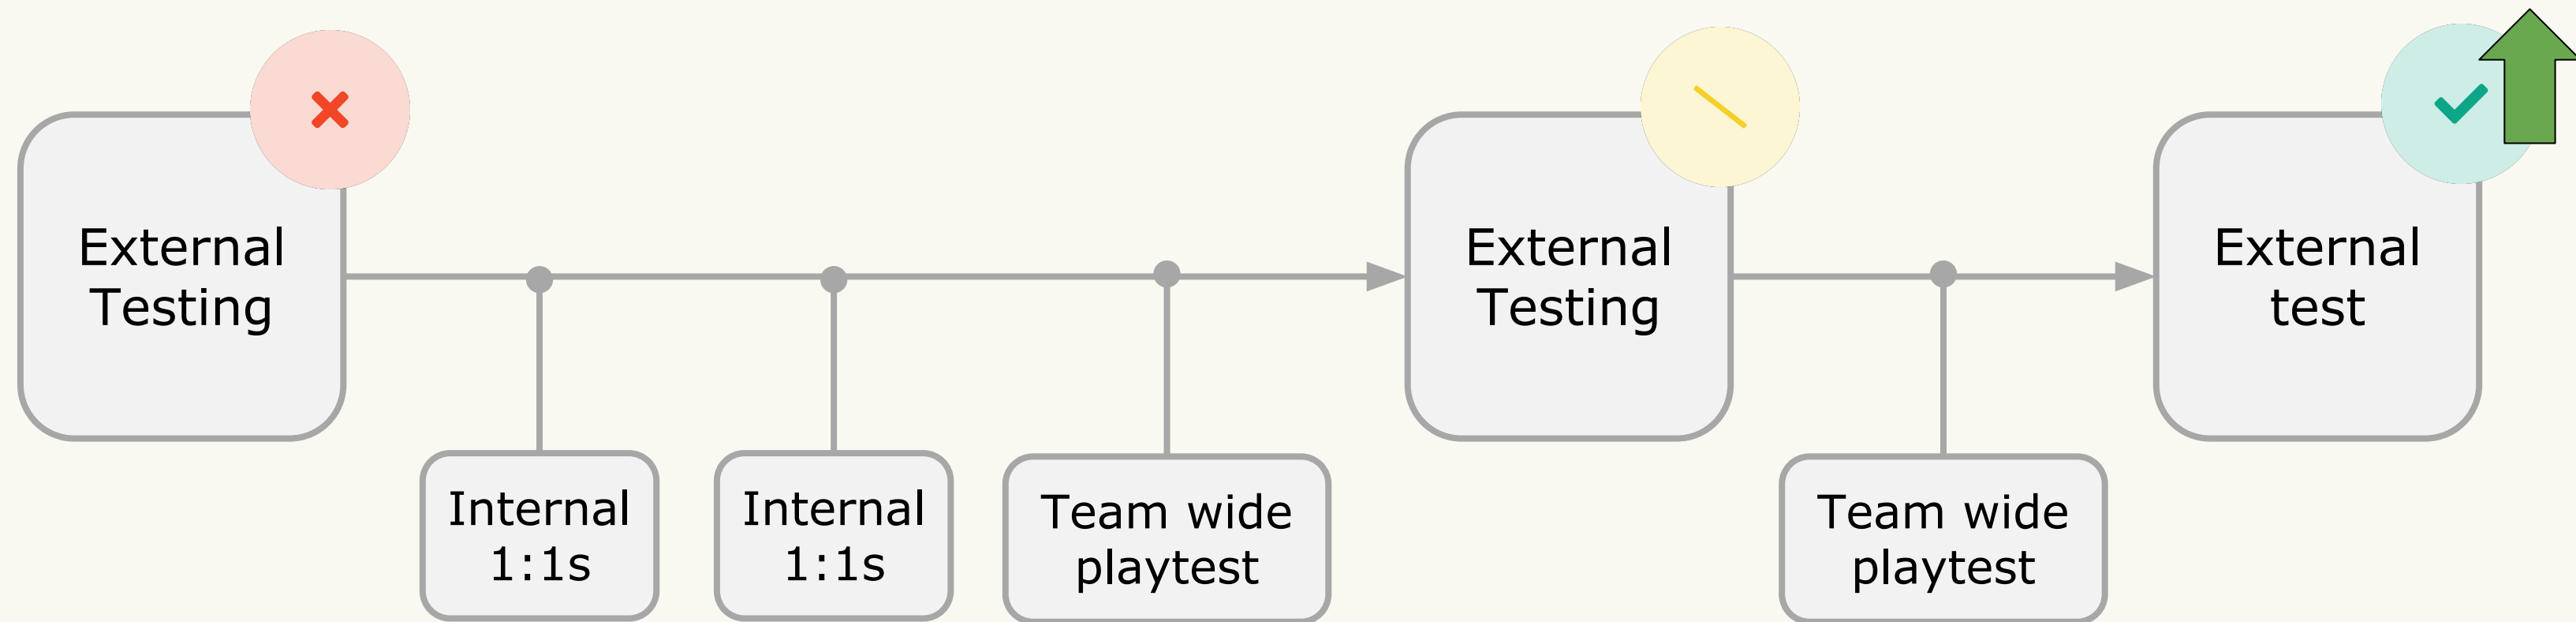 External
Testing
External
Testing
External
test
Internal
1:1s
Internal
1:1s
Team wide
playtest
Team wide
playtest